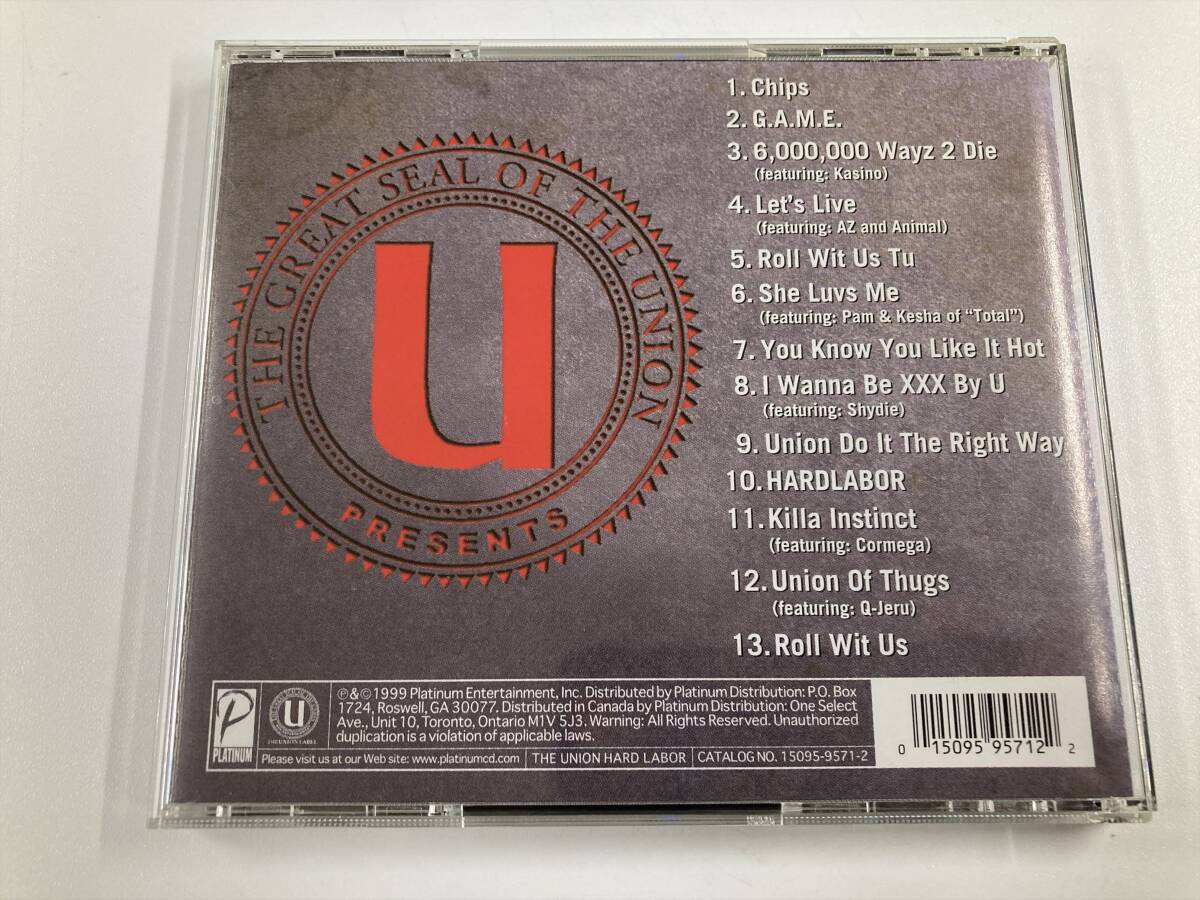 THE GREAT SEAL OF THE UNION
U
PRESENTS
1. Chips
2. G.A.M.E.
3. 6,000,000 Wayz 2 Die
(featuring: Kasino)
4. Let's Live
(featuring: AZ and Animal)
5. Roll Wit Us Tu
6. She Luvs Me
(featuring: Pam & Kesha of “Total”)
7. You Know You Like It Hot
8. I Wanna Be XXX By U
(featuring: Shydie)
9. Union Do It The Right Way
10. HARDLABOR
11. Killa Instinct
(featuring: Cormega)
12. Union Of Thugs
(featuring: Q-Jeru)
13. Roll Wit Us
P
PLATINUM
U
THE UNION LABEL
℗&©1999 Platinum Entertainment, Inc. Distributed by Platinum Distribution: P.O. Box
1724, Roswell, GA 30077. Distributed in Canada by Platinum Distribution: One Select
Ave., Unit 10, Toronto, Ontario M1V 5J3. Warning: All Rights Reserved. Unauthorized
duplication is a violation of applicable laws.
Please visit us at our Web site: www.platinumcd.com
THE UNION HARD LABOR
CATALOG NO. 15095-9571-2
0 15095 95712 2